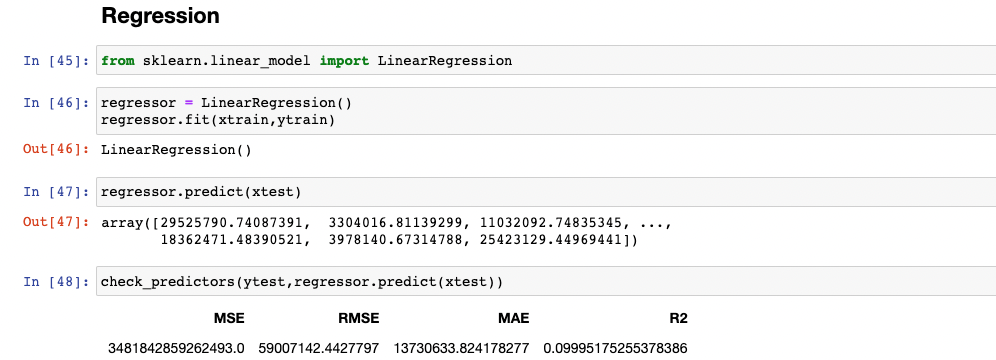 Regression
In [45]: from sklearn.linear_model import LinearRegression
In [46]: regressor = LinearRegression()
regressor.fit(xtrain,ytrain)
Out[46]: LinearRegression()
In [47]: regressor.predict(xtest)
Out[47]: array([29525790.74087391,  3304016.81139299, 11032092.74835345, ...,
18362471.48390521,  3978140.67314788, 25423129.44969441])
In [48]: check_predictors(ytest,regressor.predict(xtest))
MSE RMSE MAE R2
3481842859262493.0 59007142.4427797 13730633.824178277 0.09995175255378386